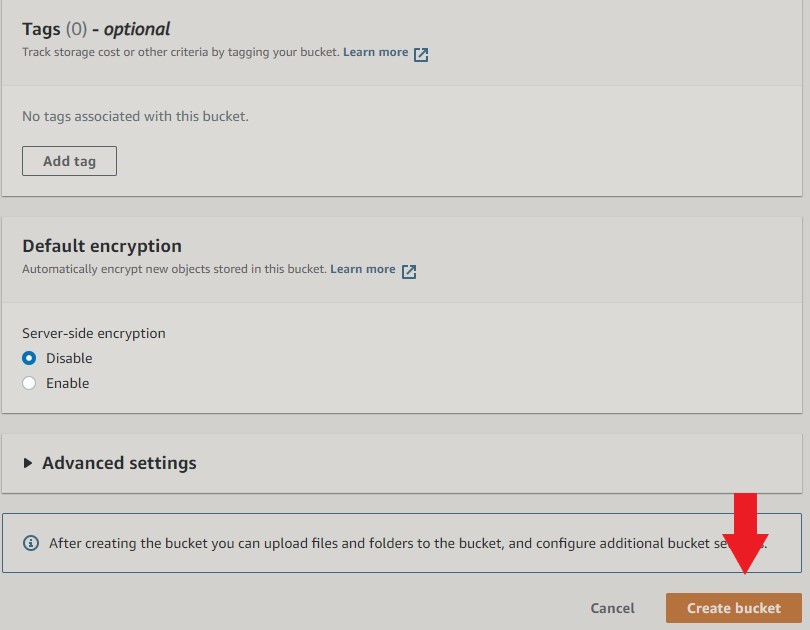 Tags (0) - optional
Track storage cost or other criteria by tagging your bucket. Learn more
No tags associated with this bucket.
Add tag
Default encryption
Automatically encrypt new objects stored in this bucket. Learn more
Server-side encryption
Disable
Enable
Advanced settings
After creating the bucket you can upload files and folders to the bucket, and configure additional bucket
Cancel
Create bucket